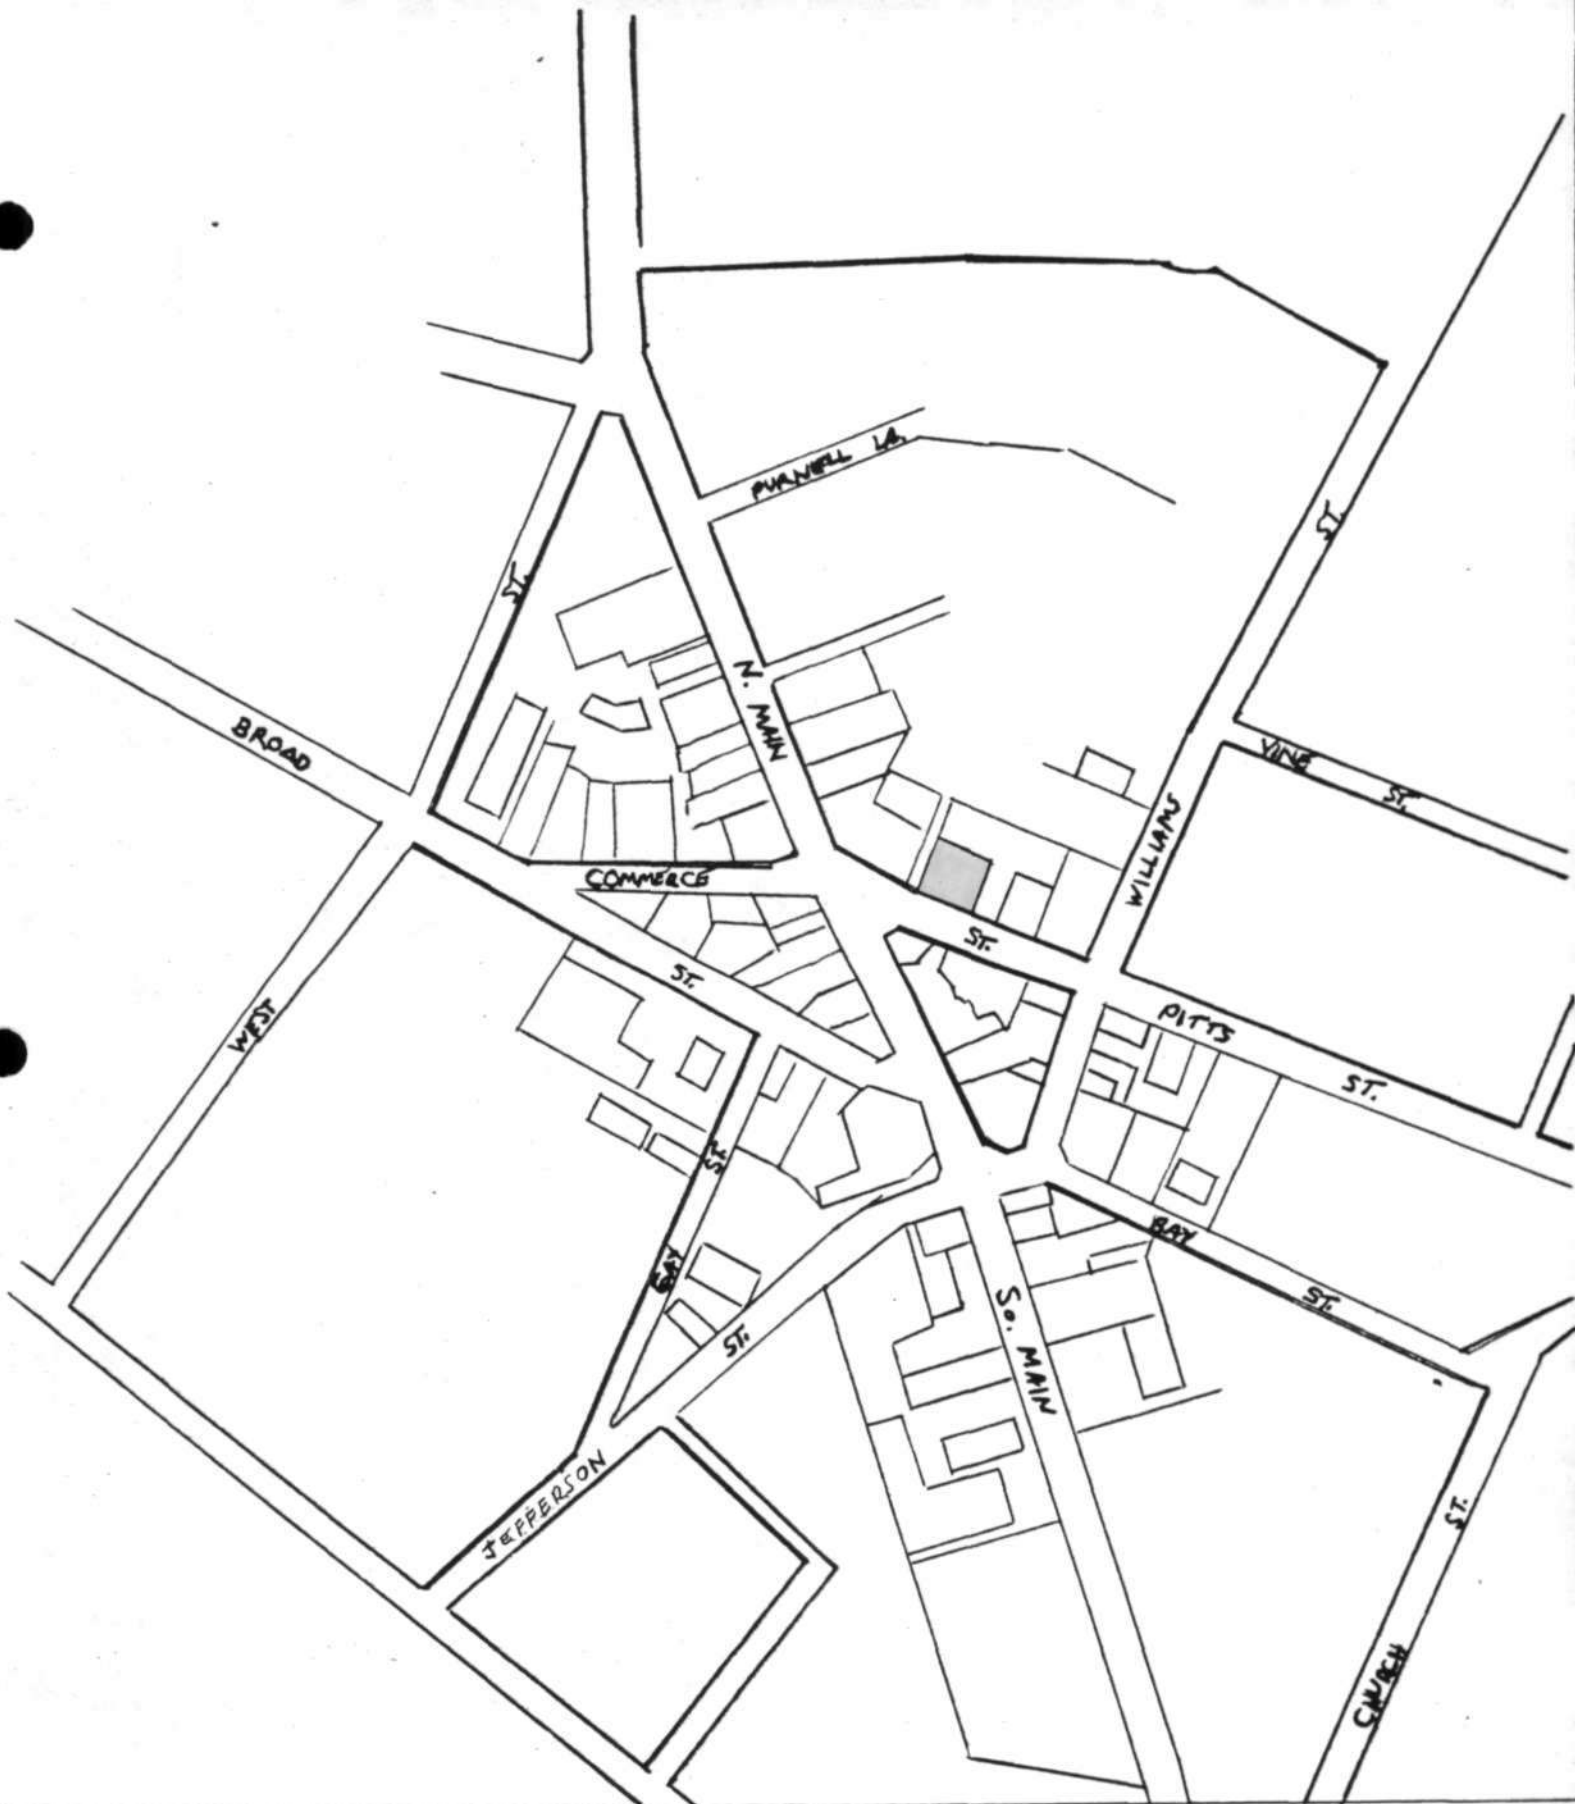 PURNELL LA.
ST.
ST.
N. MAIN
BROAD
VINE
ST.
WILLIAMS
COMMERCE
ST.
ST.
WEST
PITTS
ST.
ST.
BAY
BAY
ST.
So. MAIN
ST.
JEFFERSON
ST.
CHURCH